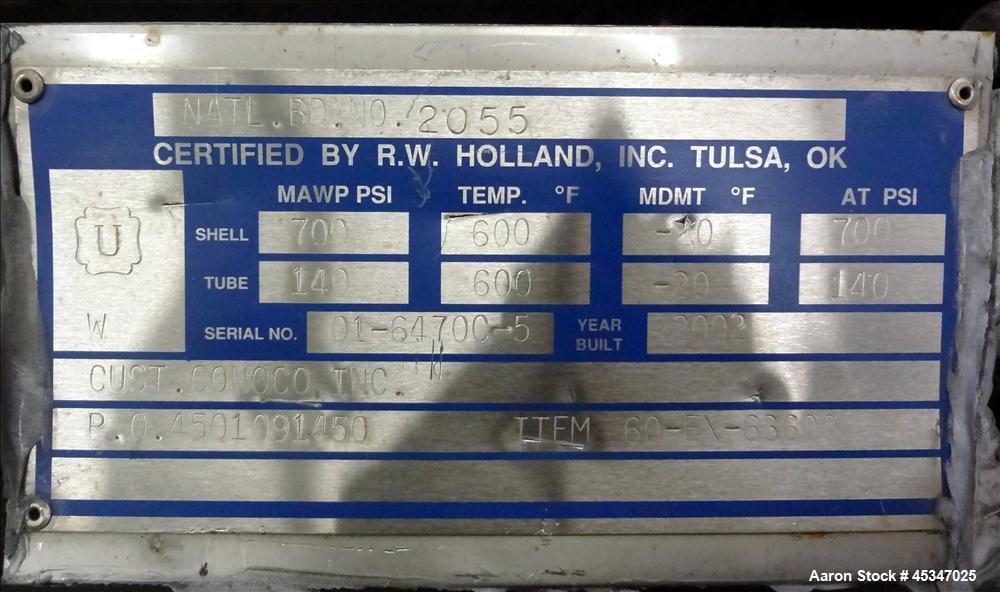 NATL.BD.NO. 2055
CERTIFIED BY R.W. HOLLAND, INC. TULSA, OK
MAWP PSI TEMP. °F MDMT °F AT PSI
U
SHELL 700 600 -20 700
TUBE 140 600 -20 140
W SERIAL NO. 01-64700-5 YEAR BUILT 2002
CUST. CONOCO INC.
P.O.4501091450 ITEM
Aaron Stock # 45347025